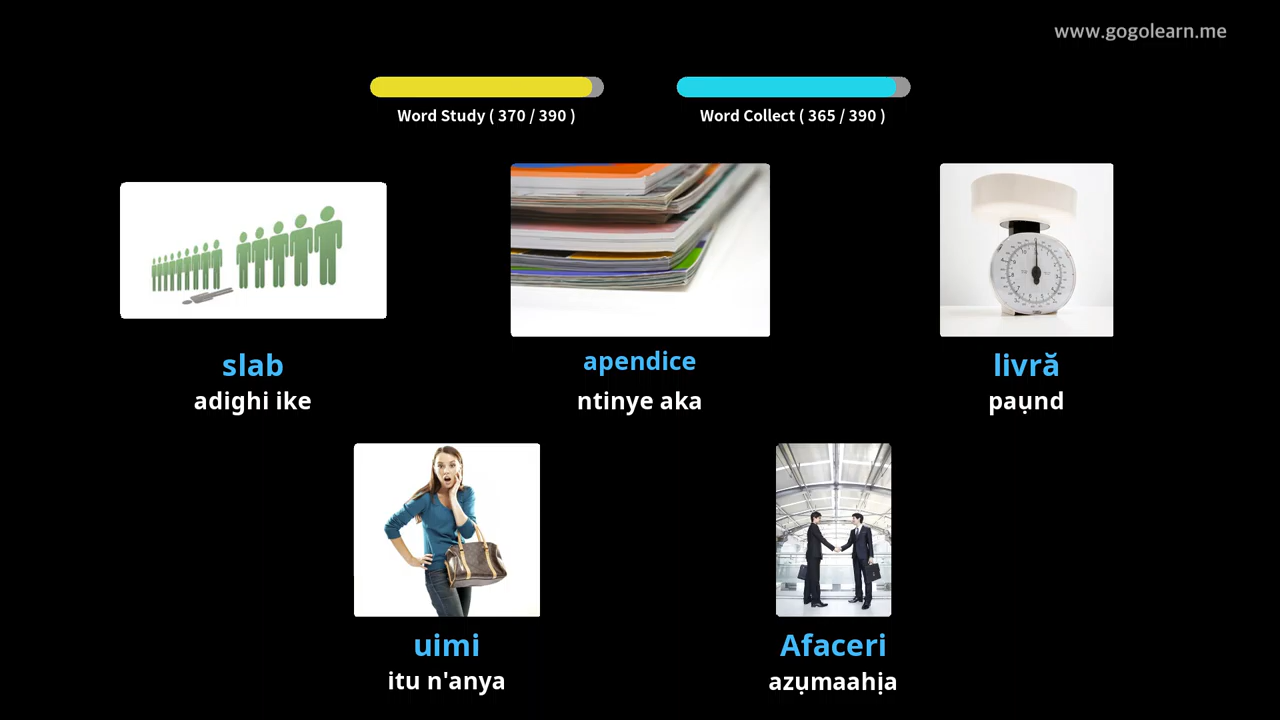 www.gogolearn.me
Word Study ( 370 / 390 )
Word Collect ( 365 / 390 )
slab
adighi ike
apendice
ntinye aka
livră
paụnd
uimi
itu n'anya
Afaceri
azụmaahịa